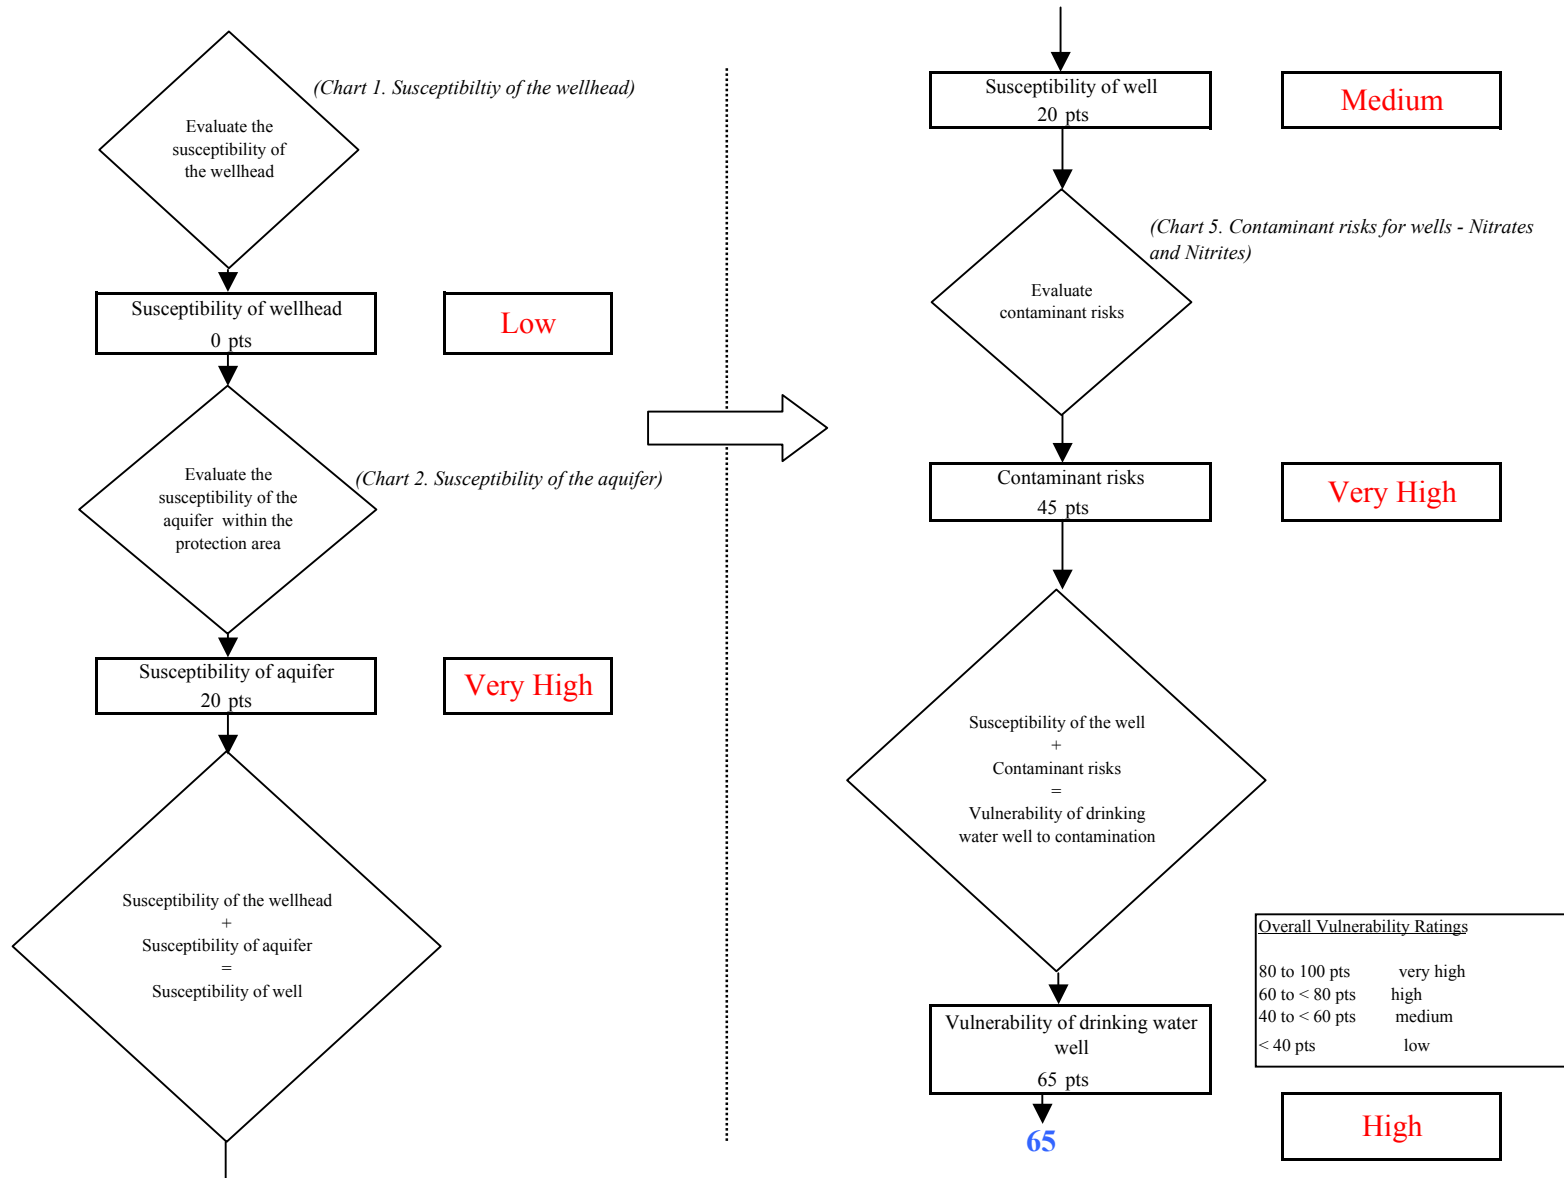 (Chart 1. Susceptibiltiy of the wellhead)
Evaluate the
susceptibility of
the wellhead
Susceptibility of wellhead
0 pts
Low
Evaluate the
susceptibility of the
aquifer within the
protection area
(Chart 2. Susceptibility of the aquifer)
Susceptibility of aquifer
20 pts
Very High
Susceptibility of the wellhead
+
Susceptibility of aquifer
=
Susceptibility of well
Susceptibility of well
20 pts
Medium
(Chart 5. Contaminant risks for wells - Nitrates
and Nitrites)
Evaluate
contaminant risks
Contaminant risks
45 pts
Very High
Susceptibility of the well
+
Contaminant risks
=
Vulnerability of drinking
water well to contamination
Overall Vulnerability Ratings
80 to 100 pts very high
60 to < 80 pts high
40 to < 60 pts medium
< 40 pts low
Vulnerability of drinking water
well
65 pts
65
High